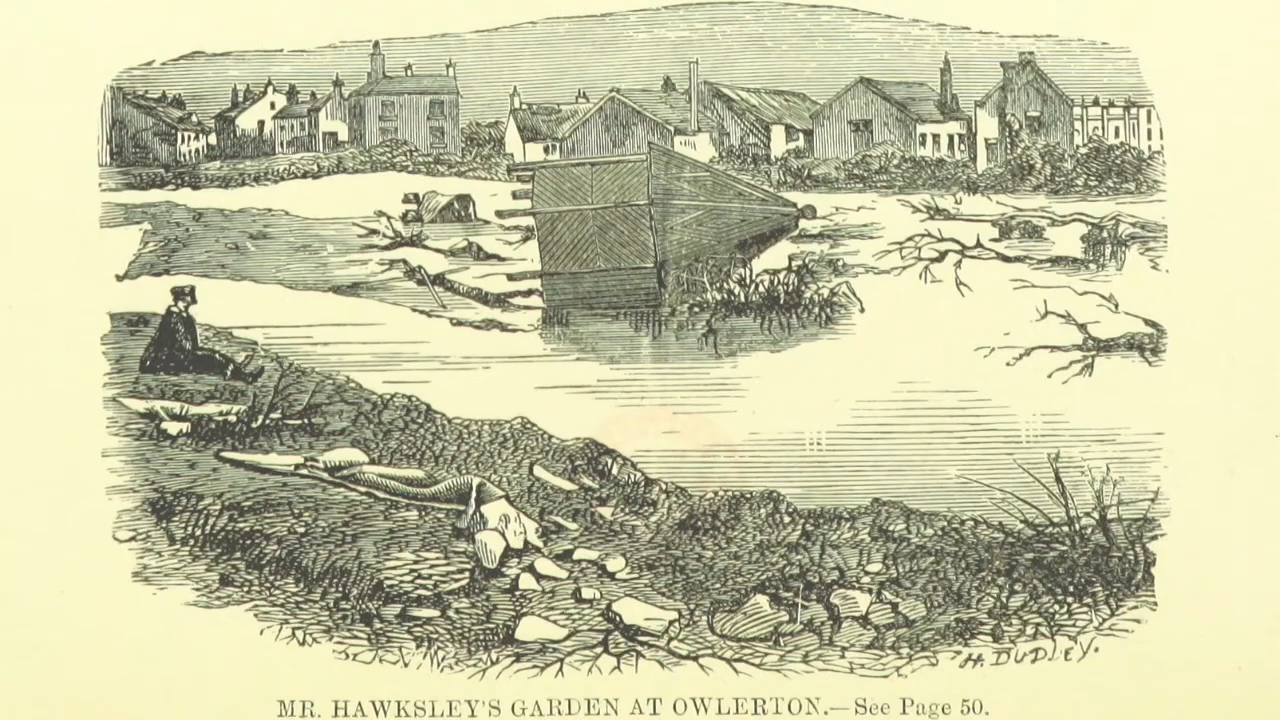 H. DUDLEY.
MR. HAWKSLEY'S GARDEN AT OWLERTON.—See Page 50.